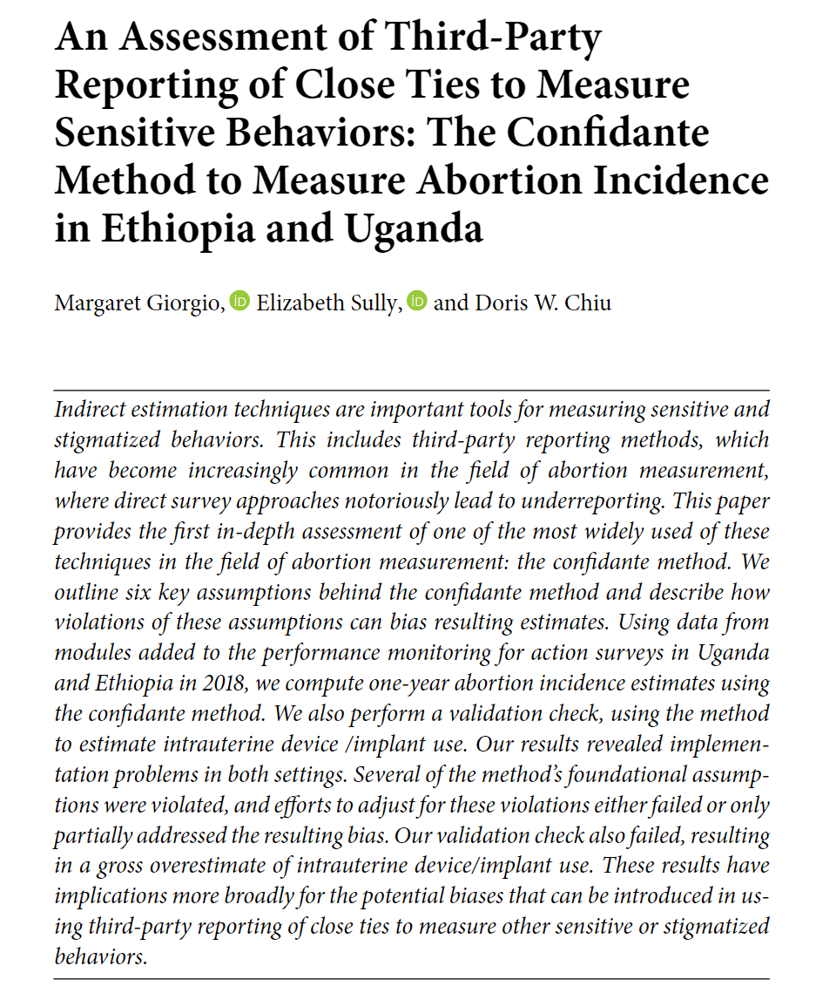 An Assessment of Third-Party
Reporting of Close Ties to Measure
Sensitive Behaviors: The Confidante
Method to Measure Abortion Incidence
in Ethiopia and Uganda
Margaret Giorgio, iD Elizabeth Sully, iD and Doris W. Chiu
Indirect estimation techniques are important tools for measuring sensitive and
stigmatized behaviors. This includes third-party reporting methods, which
have become increasingly common in the field of abortion measurement,
where direct survey approaches notoriously lead to underreporting. This paper
provides the first in-depth assessment of one of the most widely used of these
techniques in the field of abortion measurement: the confidante method. We
outline six key assumptions behind the confidante method and describe how
violations of these assumptions can bias resulting estimates. Using data from
modules added to the performance monitoring for action surveys in Uganda
and Ethiopia in 2018, we compute one-year abortion incidence estimates using
the confidante method. We also perform a validation check, using the method
to estimate intrauterine device /implant use. Our results revealed implemen-
tation problems in both settings. Several of the method's foundational assump-
tions were violated, and efforts to adjust for these violations either failed or only
partially addressed the resulting bias. Our validation check also failed, resulting
in a gross overestimate of intrauterine device/implant use. These results have
implications more broadly for the potential biases that can be introduced in us-
ing third-party reporting of close ties to measure other sensitive or stigmatized
behaviors.